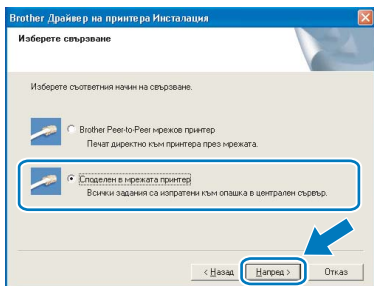 Brother Драйвер на принтера Инсталация
Изберете свързване
Изберете съответния начин на свързване.
Brother Peer-to-Peer мрежов принтер
Печат директно към принтера през мрежата.
Споделен в мрежата принтер
Всички задания са изпратени към опашка в централен сървър.
< Назад Напред > Отказ